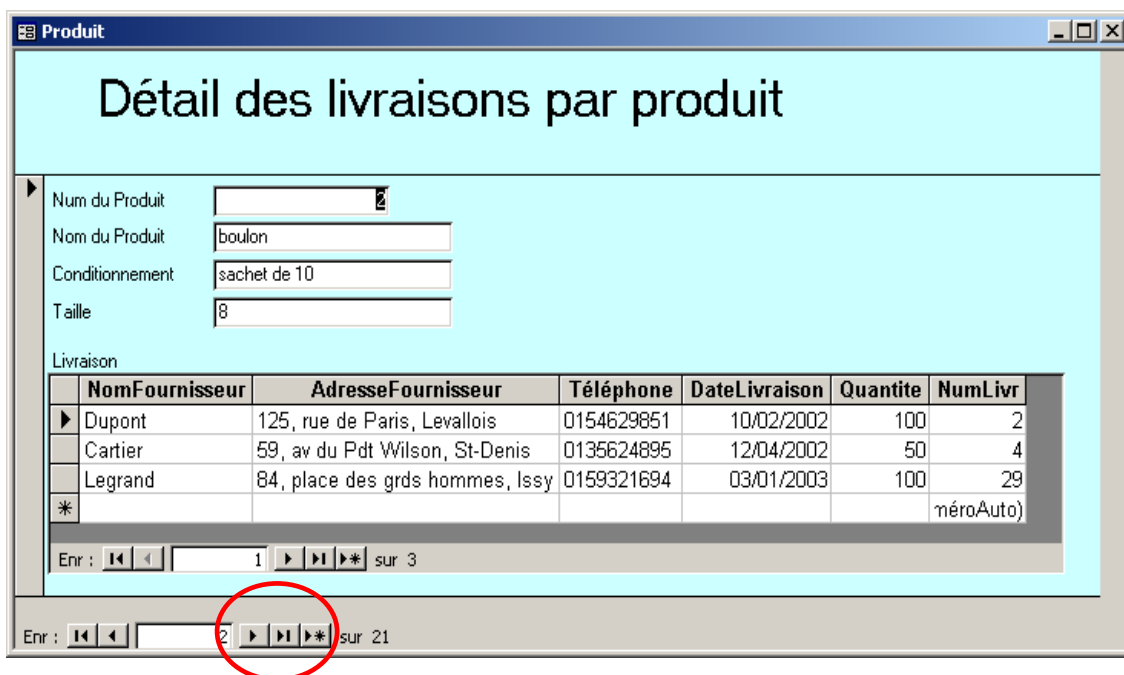 Produit
Détail des livraisons par produit
Num du Produit 2
Nom du Produit boulon
Conditionnement sachet de 10
Taille 8
Livraison
NomFournisseur AdresseFournisseur Téléphone DateLivraison Quantite NumLivr
Dupont 125, rue de Paris, Levallois 0154629851 10/02/2002 100 2
Cartier 59, av du Pdt Wilson, St-Denis 0135624895 12/04/2002 50 4
Legrand 84, place des grds hommes, Issy 0159321694 03/01/2003 100 29
méroAuto)
Enr : 1 sur 3
Enr : 2 sur 21